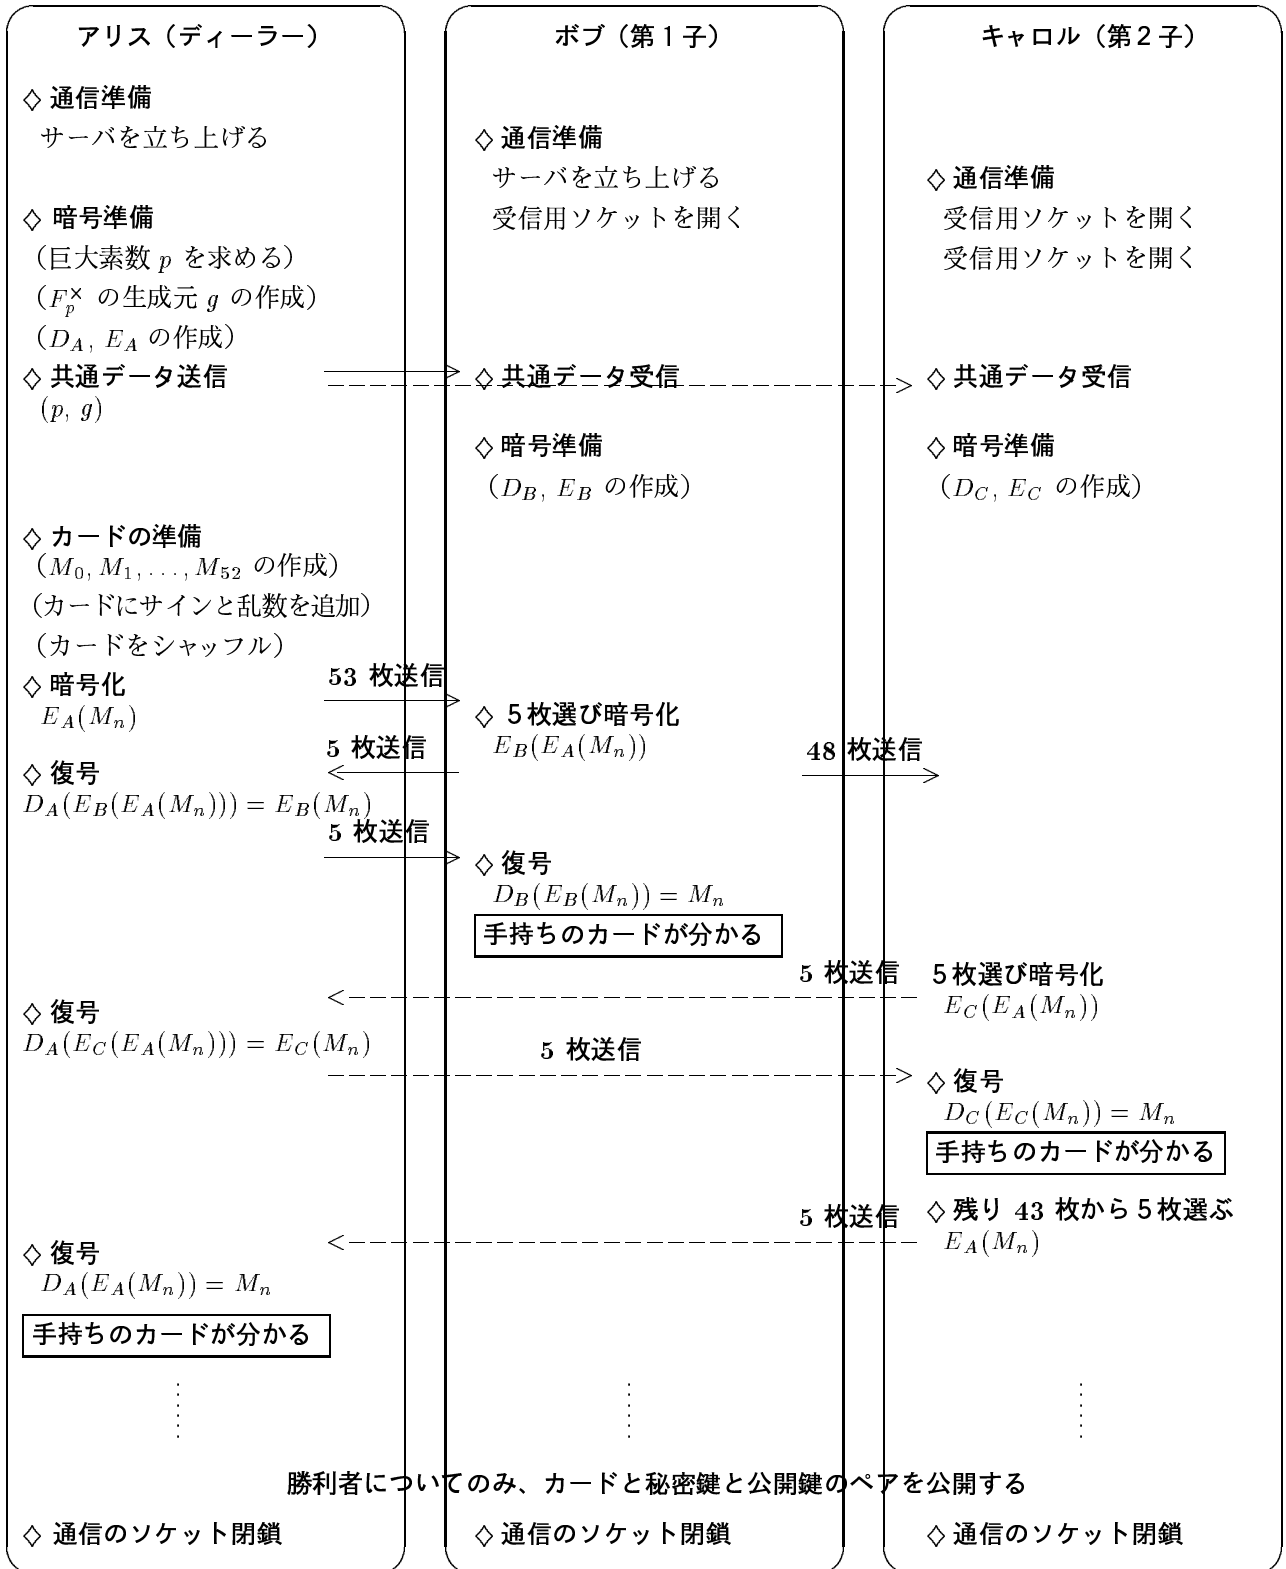 アリス（ディーラー）
◇ 通信準備
サーバを立ち上げる
◇ 暗号準備
（巨大素数 p を求める）
（F_p^× の生成元 g の作成）
（D_A, E_A の作成）
◇ 共通データ送信
(p, g)
◇ カードの準備
（M_0, M_1, . . . , M_52 の作成）
（カードにサインと乱数を追加）
（カードをシャッフル）
◇ 暗号化
E_A(M_n)
◇ 復号
D_A(E_B(E_A(M_n))) = E_B(M_n)
◇ 復号
D_A(E_C(E_A(M_n))) = E_C(M_n)
◇ 復号
D_A(E_A(M_n)) = M_n
手持ちのカードが分かる
53 枚送信
5 枚送信
5 枚送信
ボブ（第１子）
◇ 通信準備
サーバを立ち上げる
受信用ソケットを開く
◇ 共通データ受信
◇ 暗号準備
（D_B, E_B の作成）
◇ ５枚選び暗号化
E_B(E_A(M_n))
◇ 復号
D_B(E_B(M_n)) = M_n
手持ちのカードが分かる
48 枚送信
5 枚送信
5 枚送信
5 枚送信
キャロル（第２子）
◇ 通信準備
受信用ソケットを開く
受信用ソケットを開く
◇ 共通データ受信
◇ 暗号準備
（D_C, E_C の作成）
５枚選び暗号化
E_C(E_A(M_n))
◇ 復号
D_C(E_C(M_n)) = M_n
手持ちのカードが分かる
◇ 残り 43 枚から５枚選ぶ
E_A(M_n)
勝利者についてのみ、カードと秘密鍵と公開鍵のペアを公開する
◇ 通信のソケット閉鎖
◇ 通信のソケット閉鎖
◇ 通信のソケット閉鎖